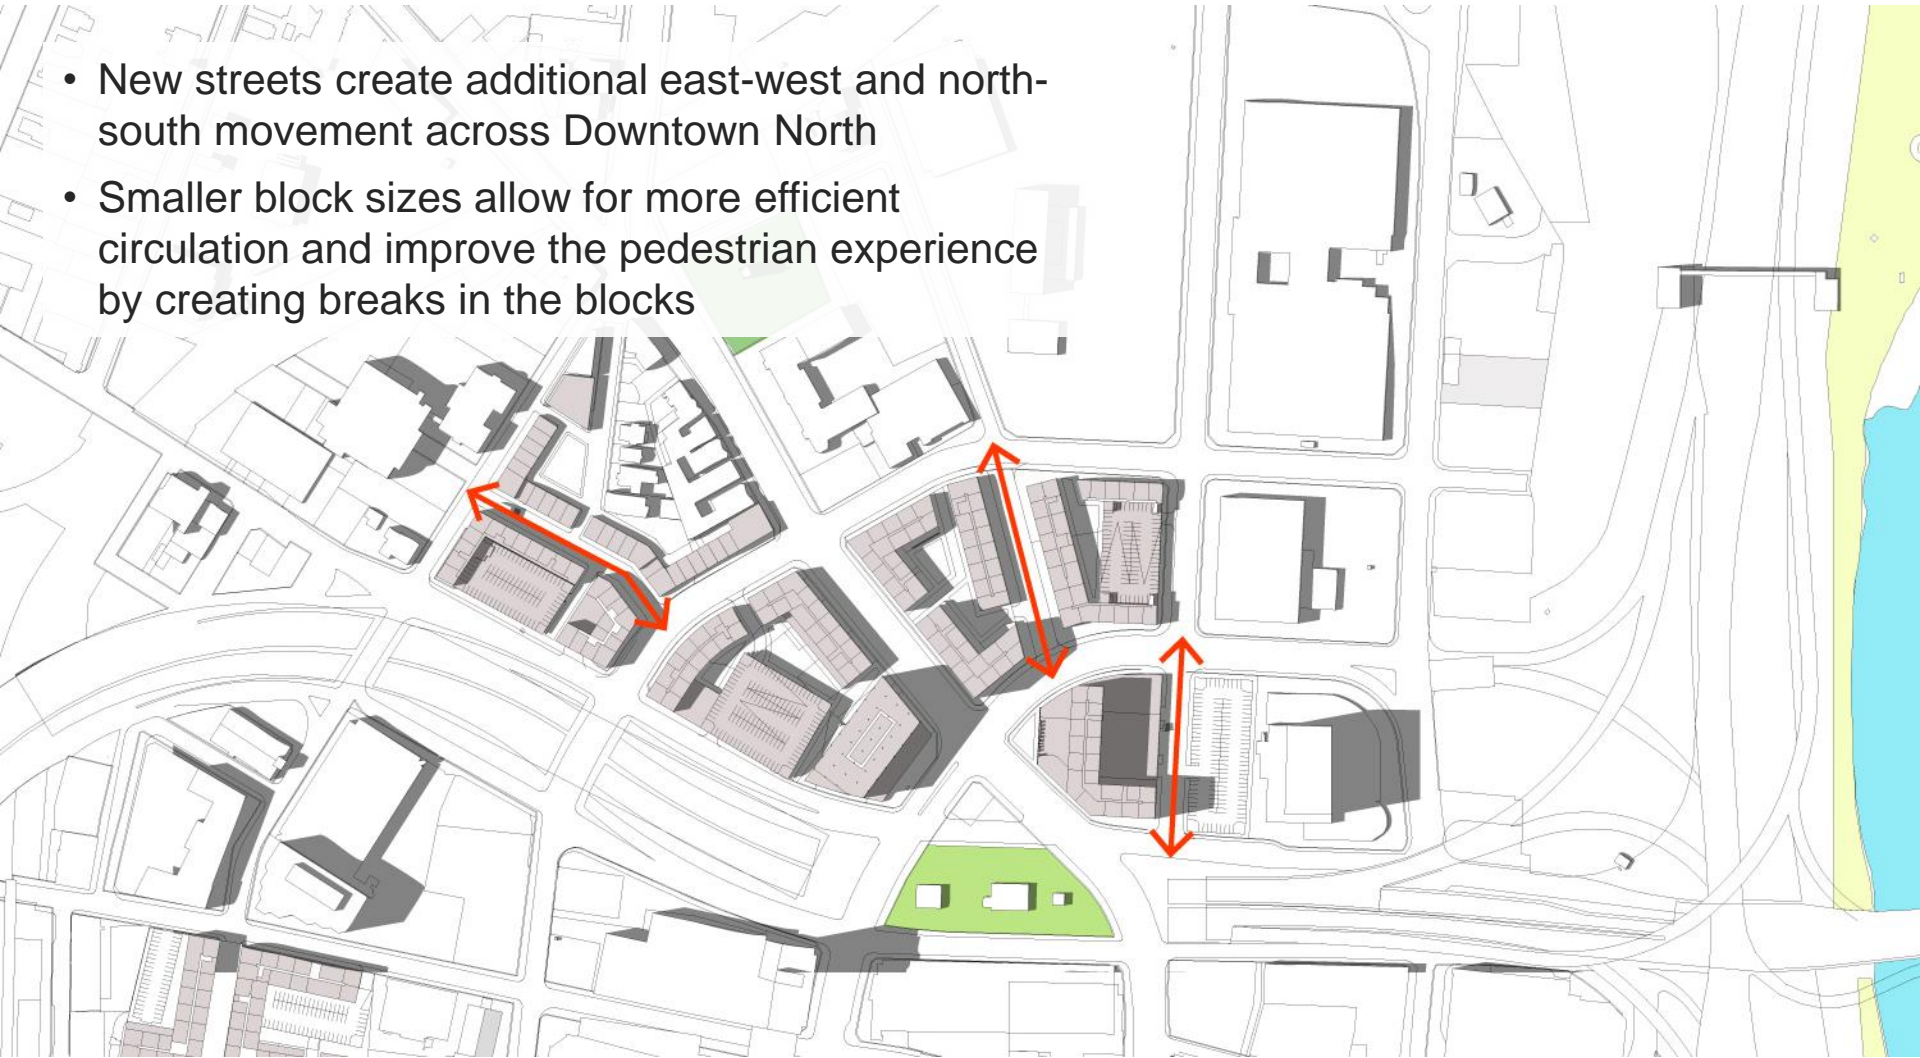 • New streets create additional east-west and north-
south movement across Downtown North
• Smaller block sizes allow for more efficient
circulation and improve the pedestrian experience
by creating breaks in the blocks